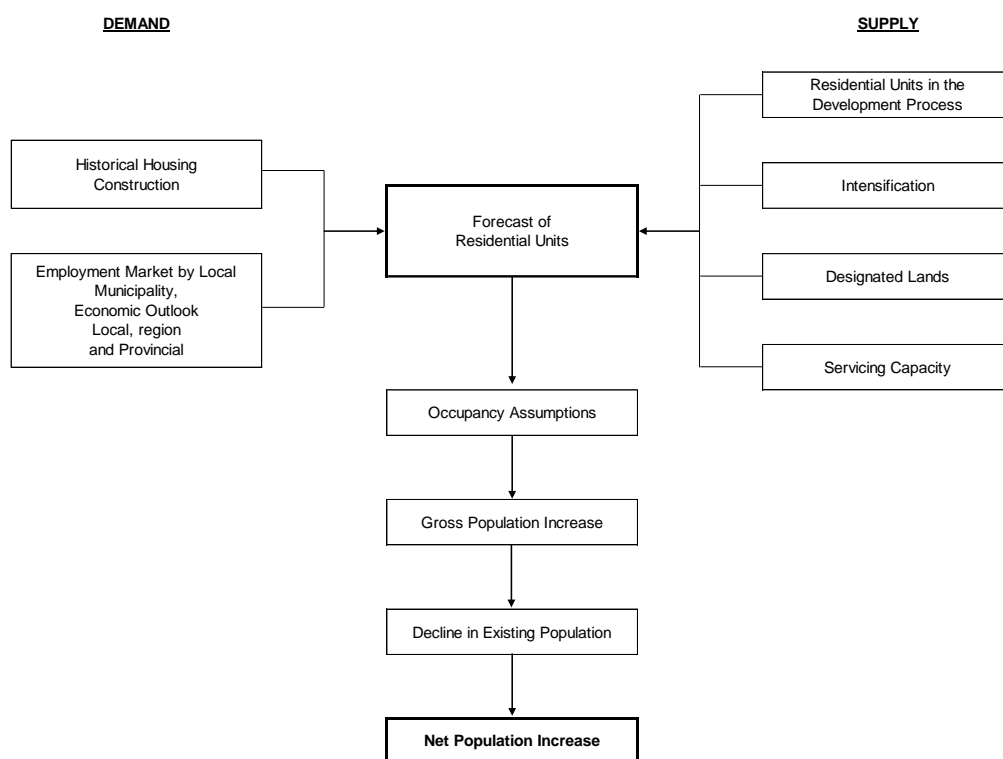 DEMAND
SUPPLY
Residential Units in the
Development Process
Historical Housing
Construction
Intensification
Forecast of
Residential Units
Employment Market by Local
Municipality,
Economic Outlook
Local, region
and Provincial
Designated Lands
Servicing Capacity
Occupancy Assumptions
Gross Population Increase
Decline in Existing Population
Net Population Increase